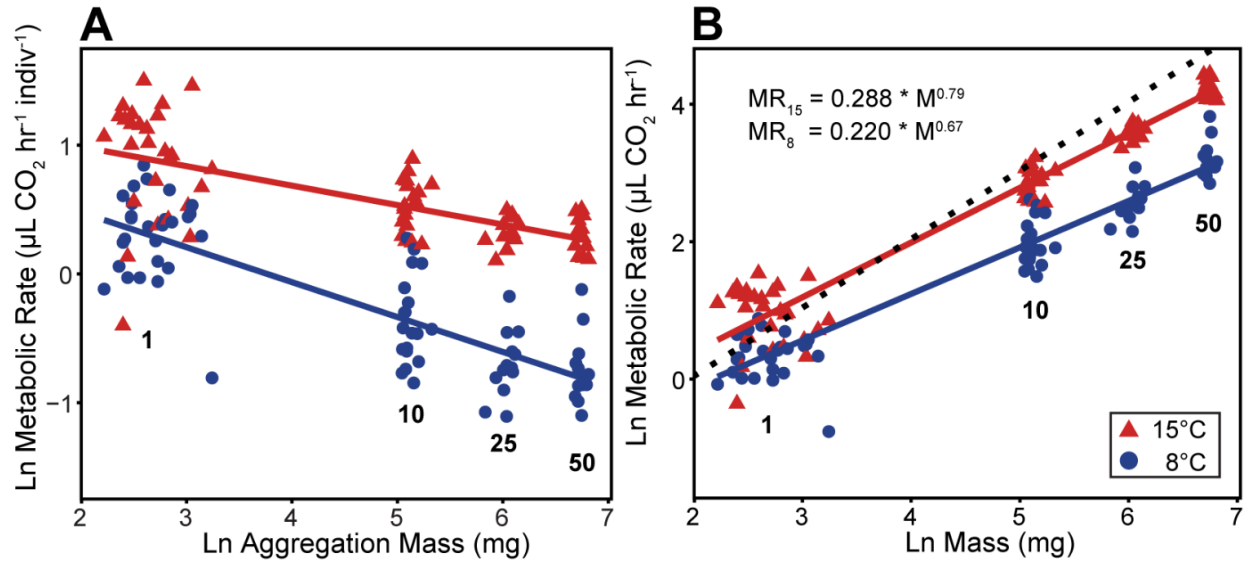 A
Ln Metabolic Rate (µL CO₂ hr⁻¹ indiv⁻¹)
1
0
−1
1
10
25
50
2 3 4 5 6 7
Ln Aggregation Mass (mg)
B
Ln Metabolic Rate (µL CO₂ hr⁻¹)
4
2
0
MR₁₅ = 0.288 * M⁰·⁷⁹
MR₈ = 0.220 * M⁰·⁶⁷
1
10
25
50
15°C
8°C
2 3 4 5 6 7
Ln Mass (mg)